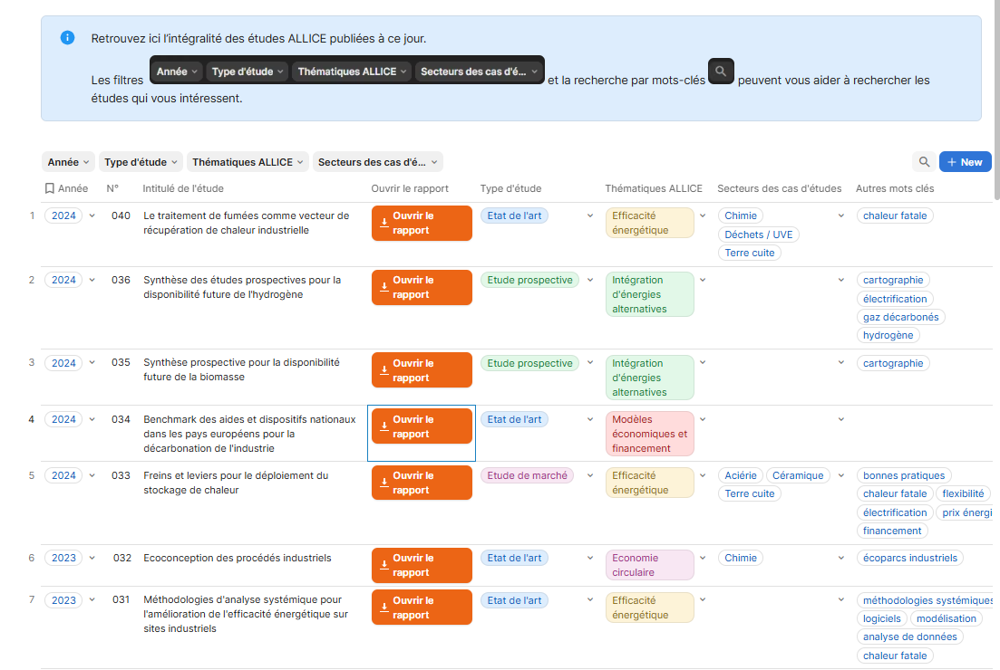 Retrouvez ici l'intégralité des études ALLICE publiées à ce jour.
Les filtres Année Type d'étude Thématiques ALLICE Secteurs des cas d'é... et la recherche par mots-clés peuvent vous aider à rechercher les
études qui vous intéressent.
Année Type d'étude Thématiques ALLICE Secteurs des cas d'é... + New
Année N° Intitulé de l'étude Ouvrir le rapport Type d'étude Thématiques ALLICE Secteurs des cas d'études Autres mots clés
1 2024 040 Le traitement de fumées comme vecteur de Ouvrir le Etat de l'art Efficacité Chimie chaleur fatale
récupération de chaleur industrielle rapport énergétique Déchets / UVE
Terre cuite
2 2024 036 Synthèse des études prospectives pour la Ouvrir le Etude prospective Intégration cartographie
disponibilité future de l'hydrogène rapport d'énergies électrification
alternatives gaz décarbonés
hydrogène
3 2024 035 Synthèse prospective pour la disponibilité Ouvrir le Etude prospective Intégration cartographie
future de la biomasse rapport d'énergies
alternatives
4 2024 034 Benchmark des aides et dispositifs nationaux Ouvrir le Etat de l'art Modèles
dans les pays européens pour la rapport économiques et
décarbonation de l'industrie financement
5 2024 033 Freins et leviers pour le déploiement du Ouvrir le Etude de marché Efficacité Aciérie Céramique bonnes pratiques
stockage de chaleur rapport énergétique Terre cuite chaleur fatale flexibilité
électrification prix énergi
financement
6 2023 032 Ecoconception des procédés industriels Ouvrir le Etat de l'art Economie Chimie écoparcs industriels
rapport circulaire
7 2023 031 Méthodologies d'analyse systémique pour Ouvrir le Etat de l'art Efficacité méthodologies systémiques
l'amélioration de l'efficacité énergétique sur rapport énergétique logiciels modélisation
sites industriels analyse de données
chaleur fatale